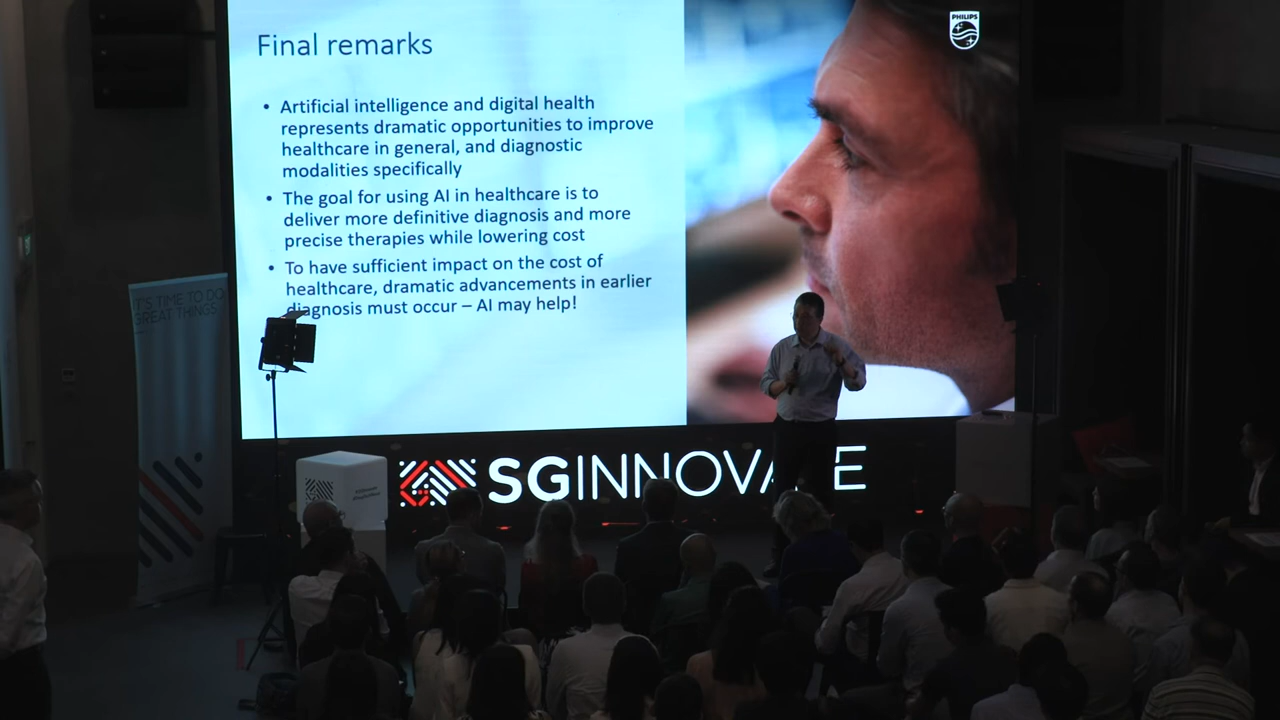 Final remarks
PHILIPS
• Artificial intelligence and digital health
represents dramatic opportunities to improve
healthcare in general, and diagnostic
modalities specifically
• The goal for using AI in healthcare is to
deliver more definitive diagnosis and more
precise therapies while lowering cost
• To have sufficient impact on the cost of
healthcare, dramatic advancements in earlier
diagnosis must occur – AI may help!
IT'S TIME TO DO
GREAT THINGS
SGINNOVATE